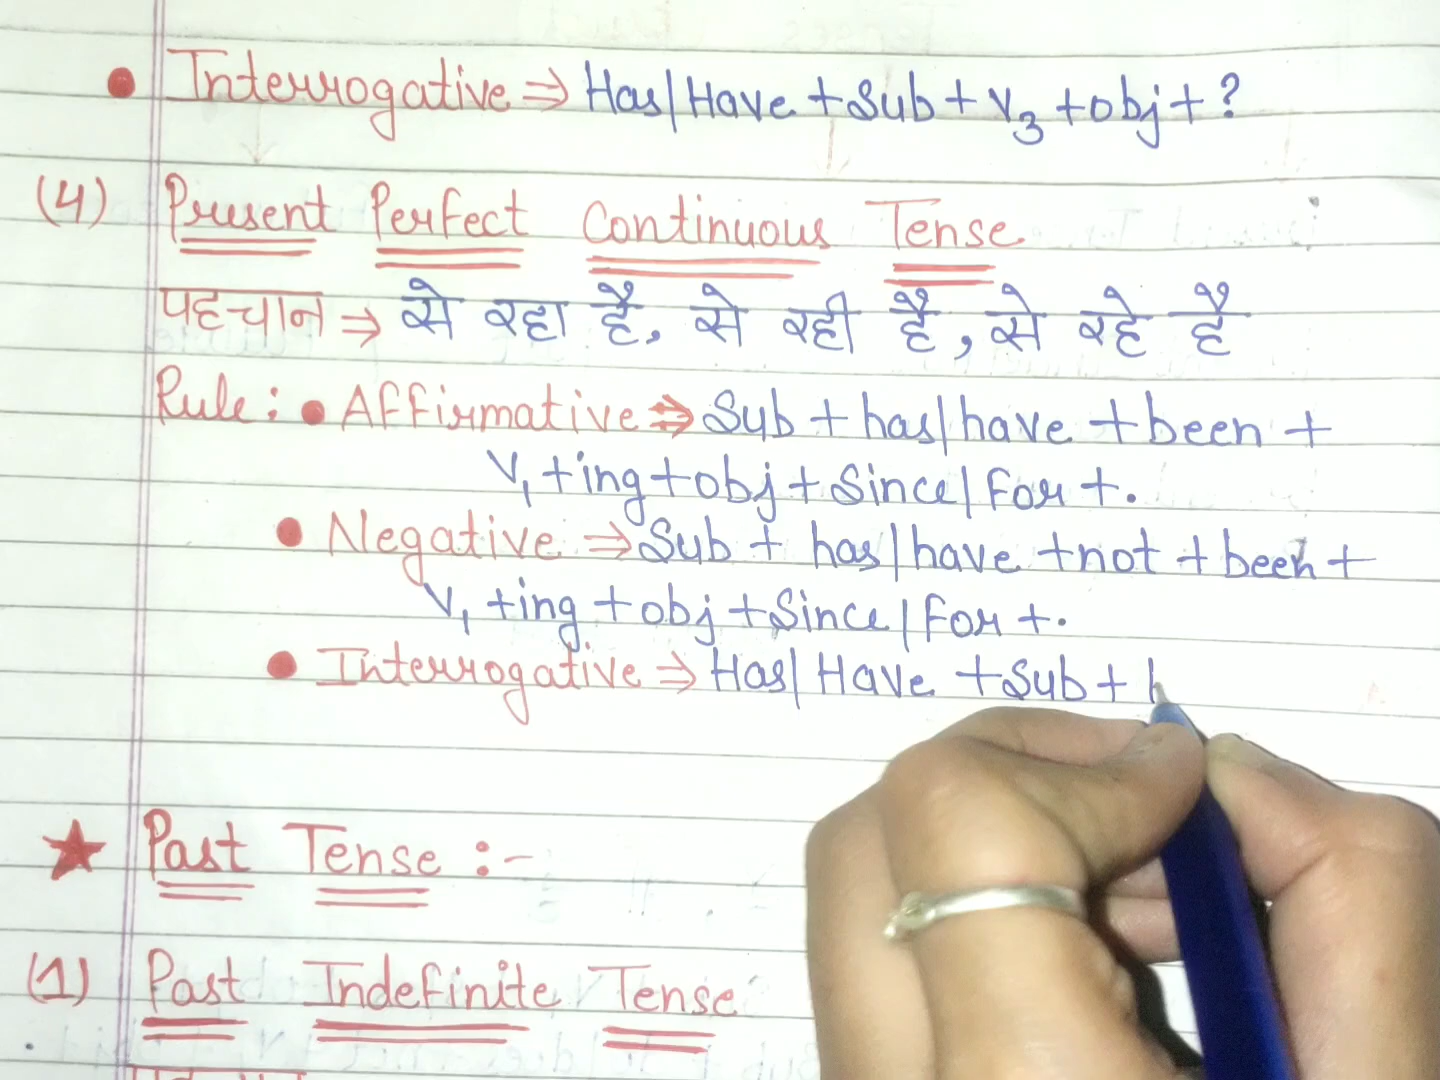 • Interrogative ⇒ Has/Have + Sub + V₃ + obj + ?
(4) Present Perfect Continuous Tense
पहचान ⇒ से रहा है, से रही है, से रहे हैं
Rule: • Affirmative ⇒ Sub + has/have + been +
V₁ + ing + obj + Since/For + .
• Negative ⇒ Sub + has/have + not + been +
V₁ + ing + obj + Since/For + .
• Interrogative ⇒ Has/Have + Sub +
★ Past Tense :-
(1) Past Indefinite Tense